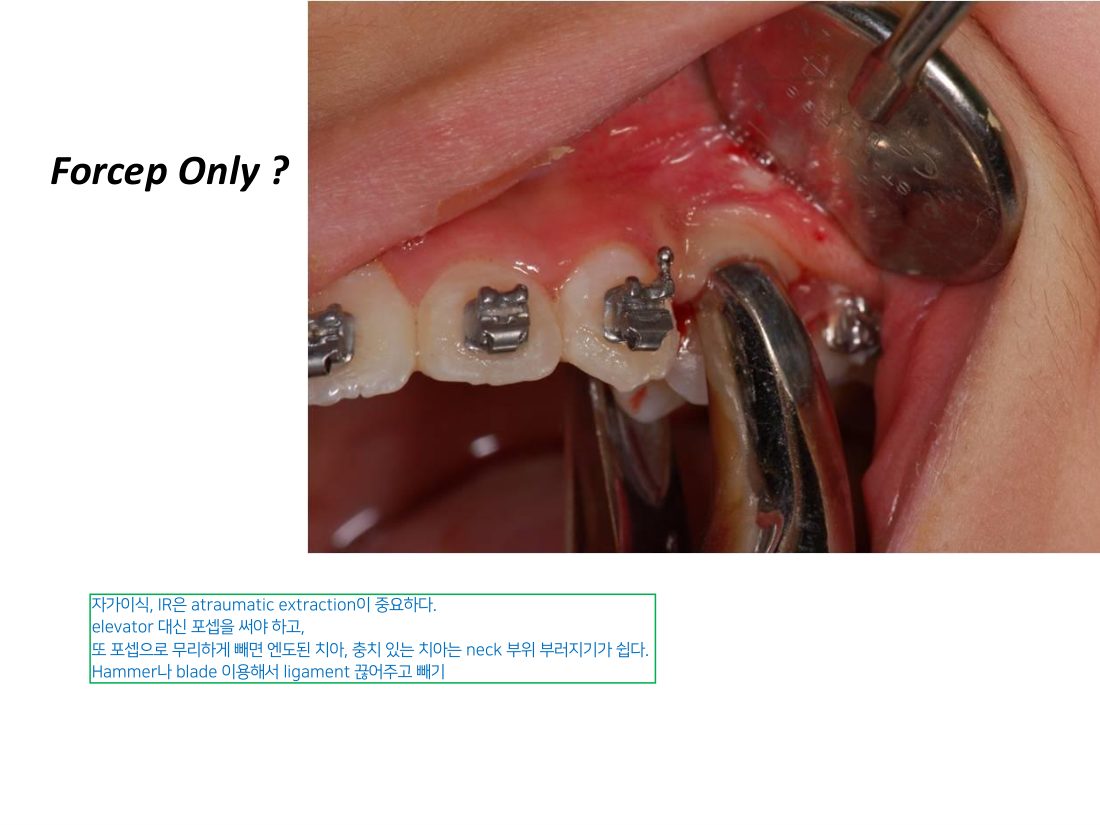 Forcep Only ?
자가이식, IR은 atraumatic extraction이 중요하다.
elevator 대신 포셉을 써야 하고,
또 포셉으로 무리하게 빼면 엔도된 치아, 충치 있는 치아는 neck 부위 부러지기가 쉽다.
Hammer나 blade 이용해서 ligament 끊어주고 빼기